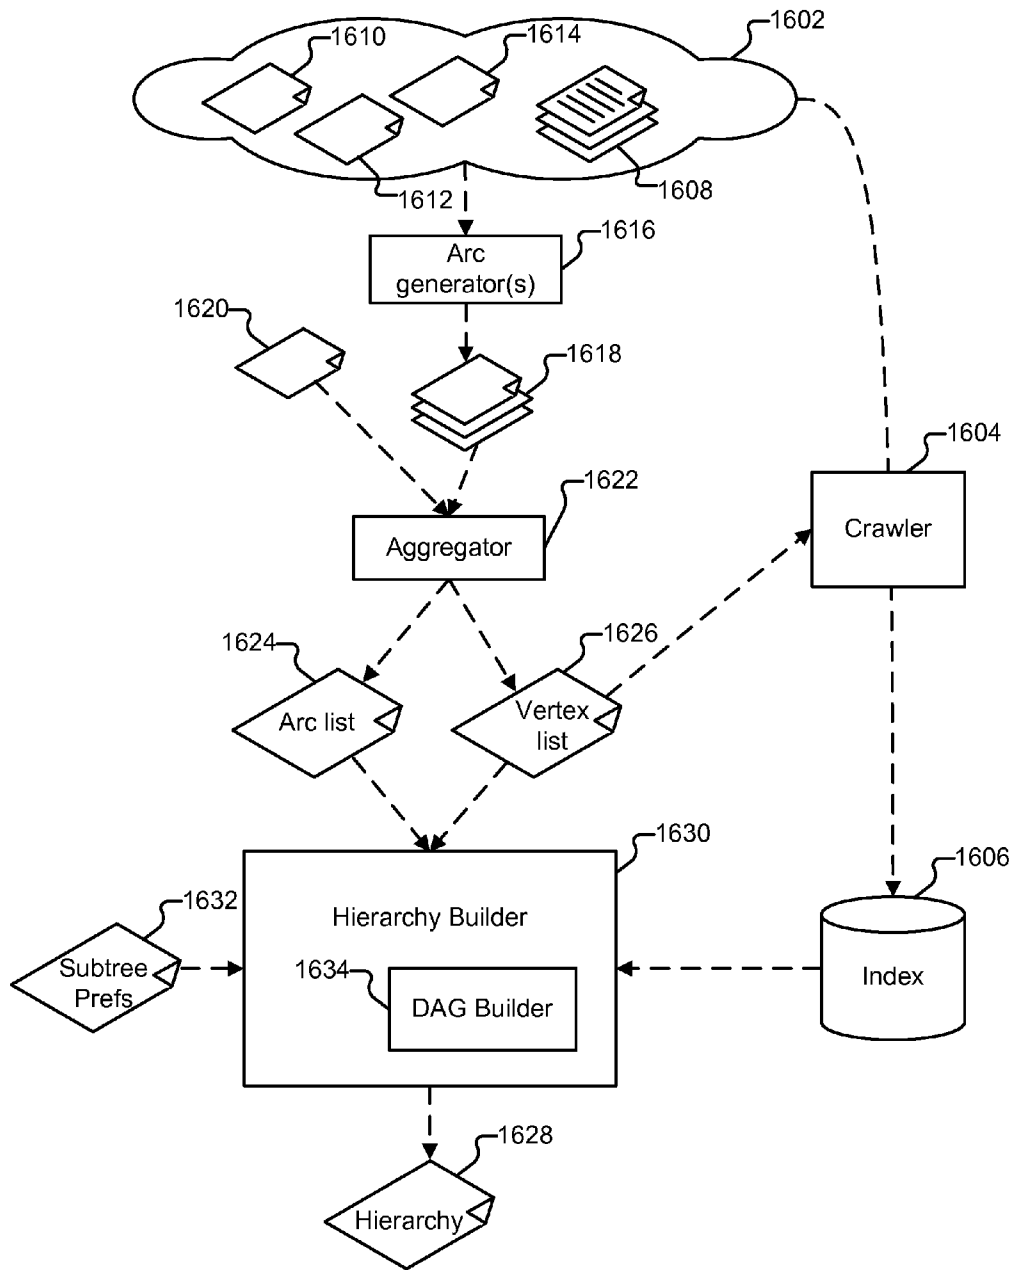 1610
1614
1602
1612
1608
Arc
generator(s)
1616
1620
1618
1604
1622
Aggregator
Crawler
1624
1626
Arc list
Vertex
list
1630
1606
1632
Hierarchy Builder
Subtree
Prefs
1634
DAG Builder
Index
1628
Hierarchy